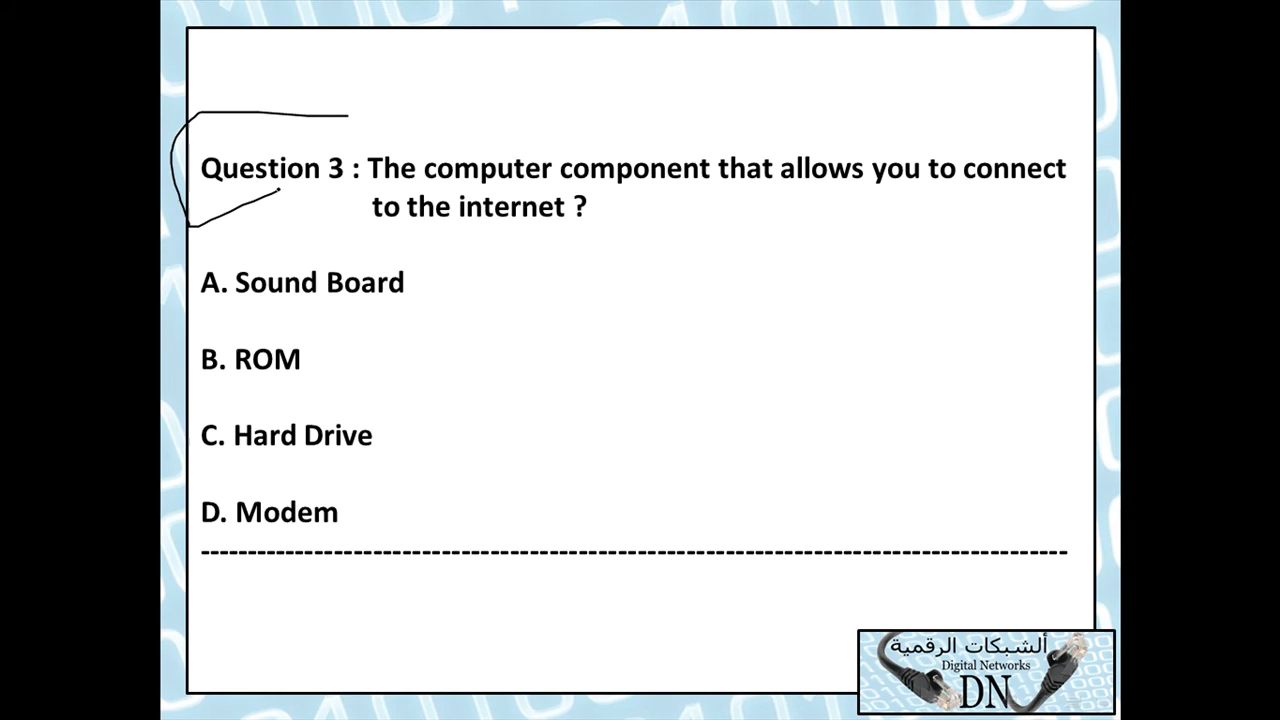 Question 3 : The computer component that allows you to connect
to the internet ?
A. Sound Board
B. ROM
C. Hard Drive
D. Modem
--------------------------------------------------------------------------------------------
ألشبكات الرقمية
Digital Networks
DN